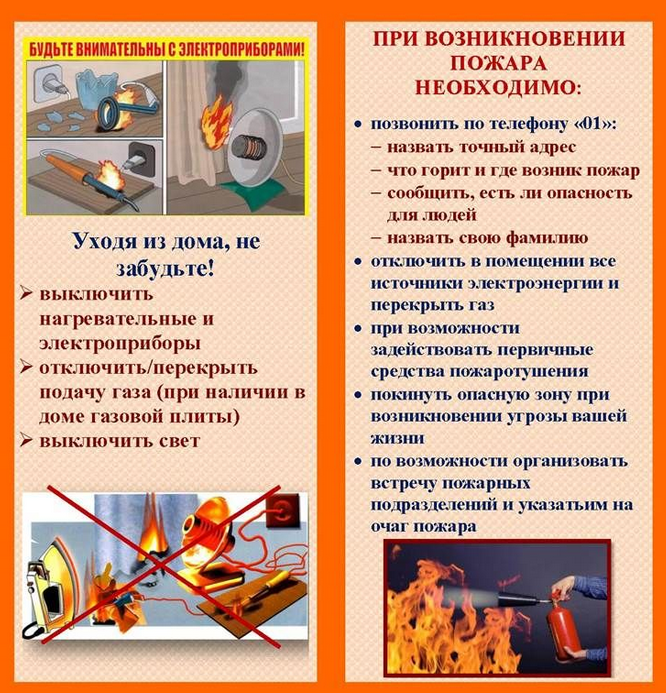 БУДЬТЕ ВНИМАТЕЛЬНЫ С ЭЛЕКТРОПРИБОРАМИ!
Уходя из дома, не
забудьте!
➢ выключить
нагревательные и
электроприборы
➢ отключить/перекрыть
подачу газа (при наличии в
доме газовой плиты)
➢ выключить свет
ПРИ ВОЗНИКНОВЕНИИ
ПОЖАРА
НЕОБХОДИМО:
• позвонить по телефону «01»:
– назвать точный адрес
– что горит и где возник пожар
– сообщить, есть ли опасность
для людей
– назвать свою фамилию
• отключить в помещении все
источники электроэнергии и
перекрыть газ
• при возможности
задействовать первичные
средства пожаротушения
• покинуть опасную зону при
возникновении угрозы вашей
жизни
• по возможности организовать
встречу пожарных
подразделений и указатьим на
очаг пожара